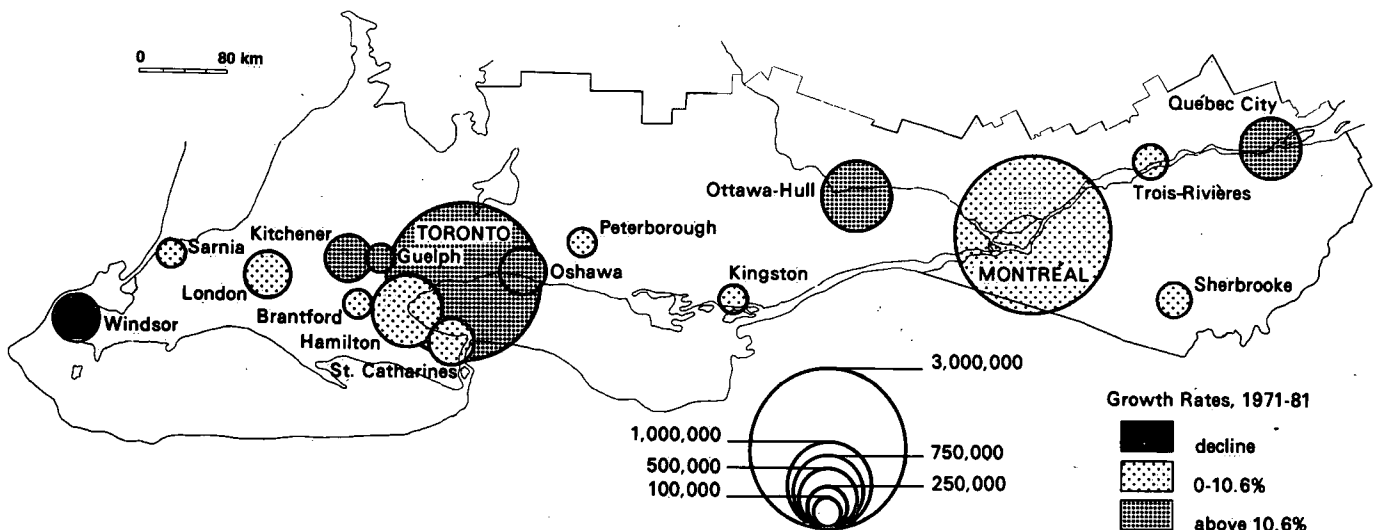 0 80 km
Québec City
Ottawa-Hull
Trois-Rivières
Peterborough
Kitchener
TORONTO
Sarnia
Guelph
Oshawa
Kingston
MONTRÉAL
London
Sherbrooke
Brantford
Windsor
Hamilton
St. Catharines
3,000,000
1,000,000
750,000
500,000
250,000
100,000
Growth Rates, 1971-81
decline
0-10.6%
above 10.6%